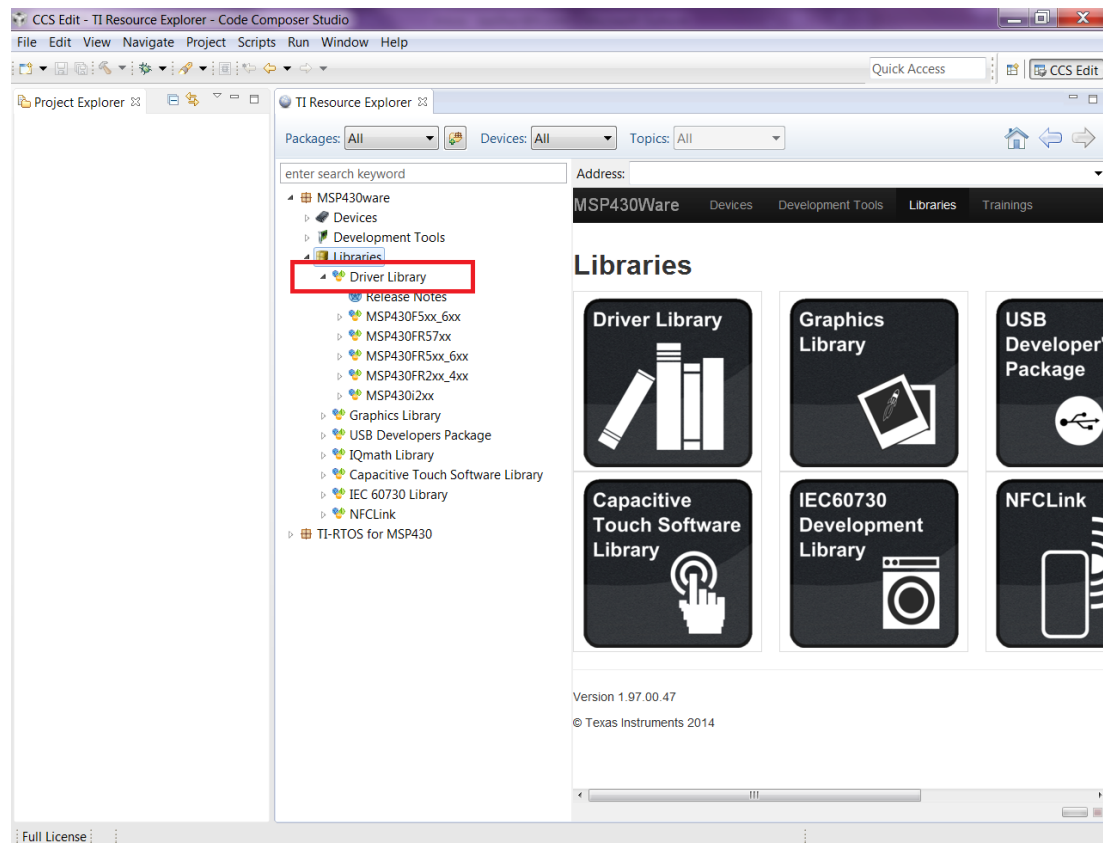 CCS Edit - TI Resource Explorer - Code Composer Studio
File Edit View Navigate Project Scripts Run Window Help
Quick Access
CCS Edit
Project Explorer
TI Resource Explorer
Packages: All
Devices: All
Topics: All
enter search keyword
Address:
MSP430ware
Devices
Development Tools
Libraries
Driver Library
Release Notes
MSP430F5xx_6xx
MSP430FR57xx
MSP430FR5xx_6xx
MSP430FR2xx_4xx
MSP430i2xx
Graphics Library
USB Developers Package
IQmath Library
Capacitive Touch Software Library
IEC 60730 Library
NFCLink
TI-RTOS for MSP430
MSP430Ware Devices Development Tools Libraries Trainings
Libraries
Driver Library
Graphics
Library
USB
Developer'
Package
Capacitive
Touch Software
Library
IEC60730
Development
Library
NFCLink
Version 1.97.00.47
© Texas Instruments 2014
Full License